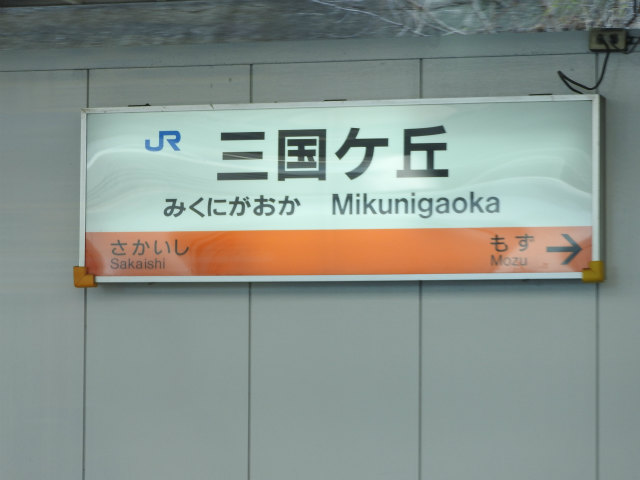 JR 三国ケ丘
みくにがおか Mikunigaoka
さかいし もず →
Sakaishi Mozu